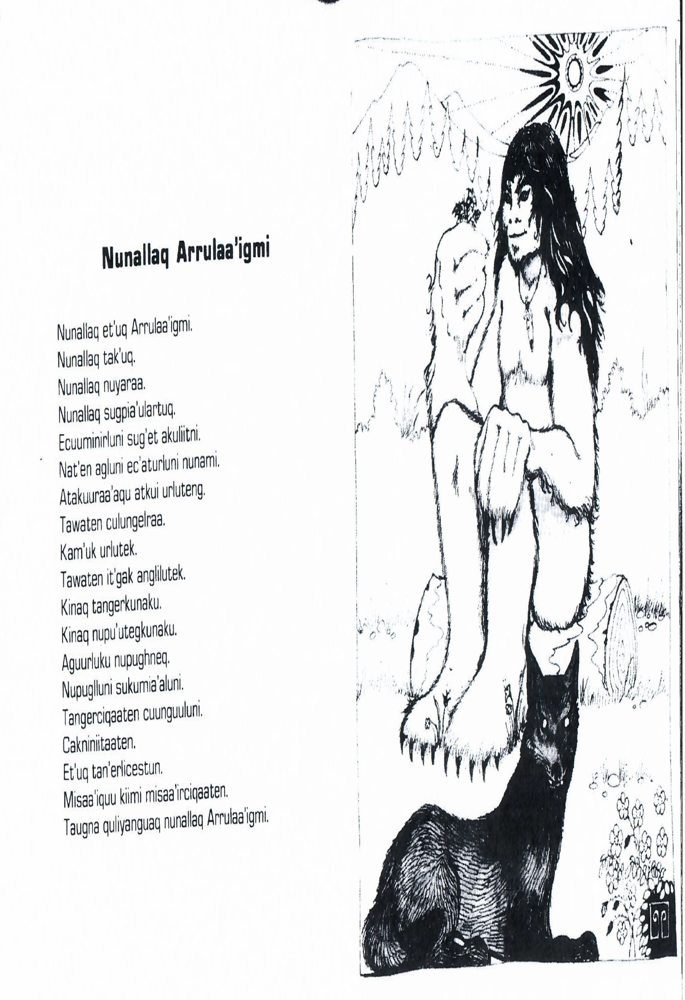 Nunallaq Arrulaa'igmi
Nunallaq et'uq Arrulaa'igmi.
Nunallaq tak'uq.
Nunallaq nuyaraa.
Nunallaq sugpia'ulartuq.
Ecuuminirluni sug'et akuliitni.
Nat'en agluni ec'aturluni nunami.
Atakuuraa'aqu atkui urluteng.
Tawaten culungelraa.
Kam'uk urlutek.
Tawaten it'gak anglilutek.
Kinaq tangerkunaku.
Kinaq nupu'utegkunaku.
Aguurluku nupughneq.
Nupuglluni sukumia'aluni.
Tangerciqaaten cuunguuluni.
Cakniniitaaten.
Et'uq tan'erlicestun.
Misaa'iquu kiimi misaa'irciqaaten.
Taugna quliyanguaq nunallaq Arrulaa'igmi.